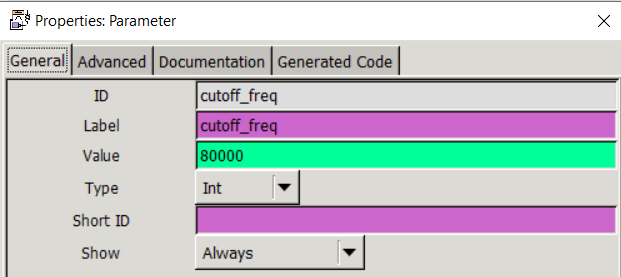 Properties: Parameter
General Advanced Documentation Generated Code
ID cutoff_freq
Label cutoff_freq
Value 80000
Type Int
Short ID
Show Always